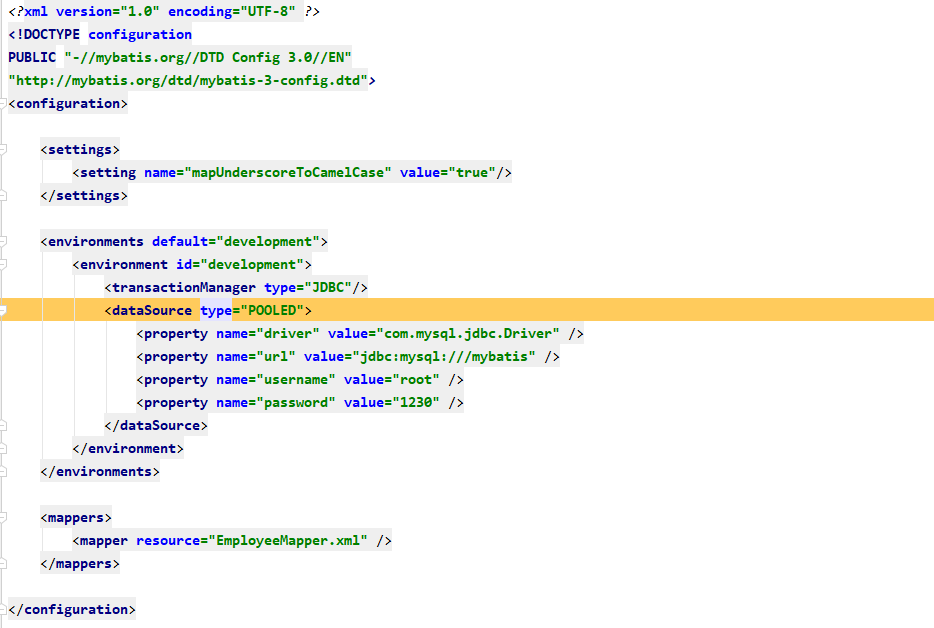 <?xml version="1.0" encoding="UTF-8" ?>
<!DOCTYPE configuration
PUBLIC "-//mybatis.org//DTD Config 3.0//EN"
"http://mybatis.org/dtd/mybatis-3-config.dtd">
<configuration>
<settings>
<setting name="mapUnderscoreToCamelCase" value="true"/>
</settings>
<environments default="development">
<environment id="development">
<transactionManager type="JDBC"/>
<dataSource type="POOLED">
<property name="driver" value="com.mysql.jdbc.Driver" />
<property name="url" value="jdbc:mysql:///mybatis" />
<property name="username" value="root" />
<property name="password" value="1230" />
</dataSource>
</environment>
</environments>
<mappers>
<mapper resource="EmployeeMapper.xml" />
</mappers>
</configuration>